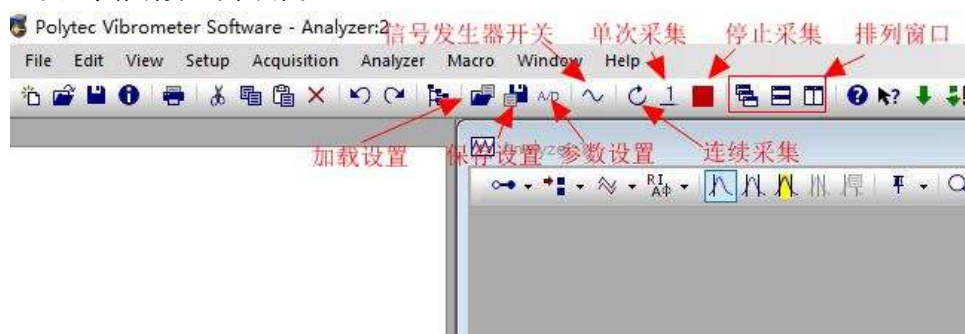 Polytec Vibrometer Software - Analyzer:2
信号发生器开关 单次采集 停止采集 排列窗口
File Edit View Setup Acquisition Analyzer Macro Window Help
A/D 1
加载设置 保存设置 参数设置 连续采集
RI
AΦ